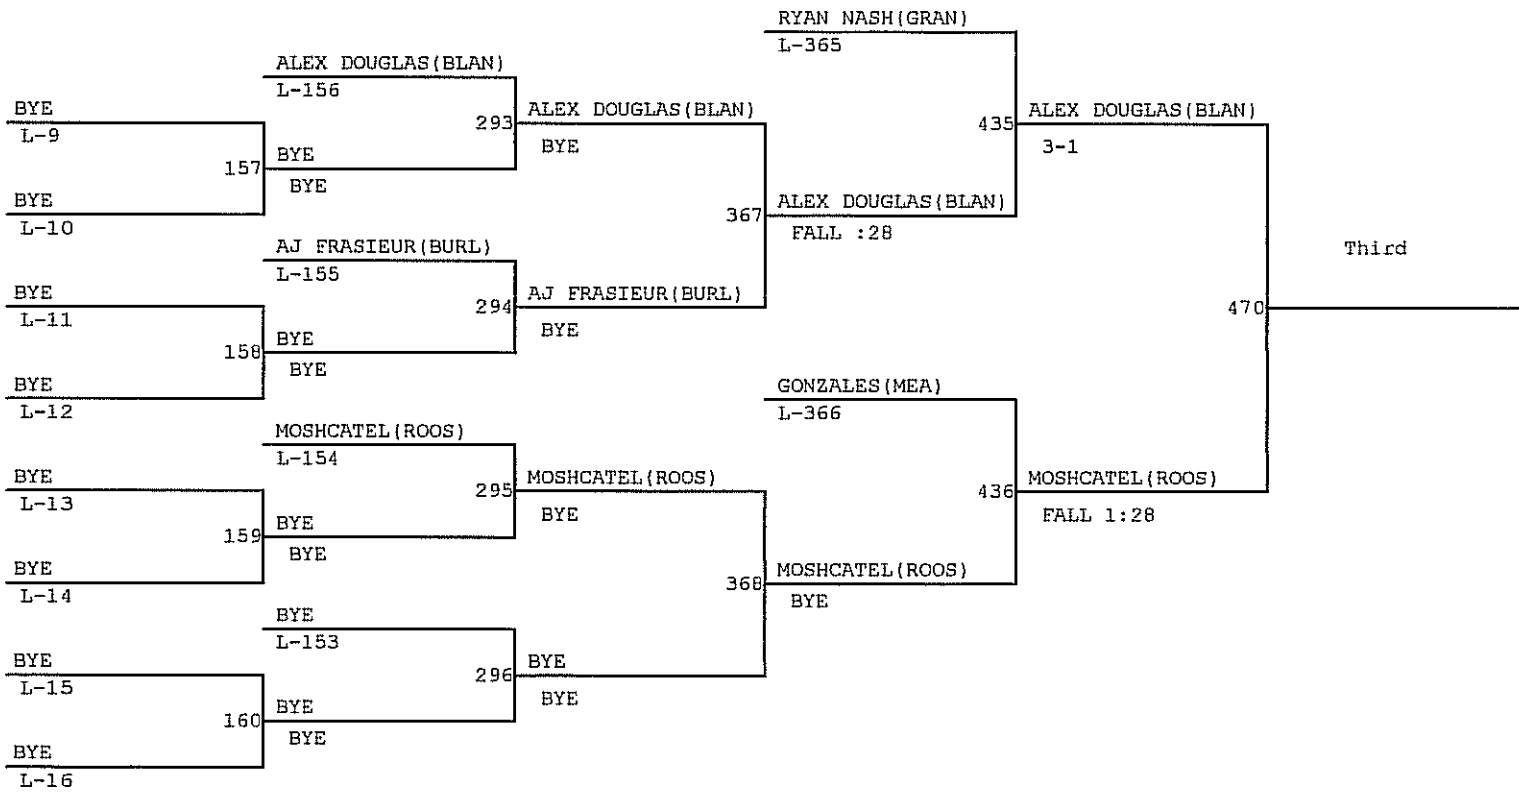 RYAN NASH(GRAN)
L-365
ALEX DOUGLAS(BLAN)
L-156
BYE
L-9
293
ALEX DOUGLAS(BLAN)
BYE
435
ALEX DOUGLAS(BLAN)
3-1
157
BYE
BYE
BYE
L-10
367
ALEX DOUGLAS(BLAN)
FALL :28
AJ FRASIEUR(BURL)
L-155
Third
BYE
L-11
294
AJ FRASIEUR(BURL)
BYE
470
158
BYE
BYE
BYE
L-12
GONZALES(MEA)
L-366
MOSHCATEL(ROOS)
L-154
BYE
L-13
295
MOSHCATEL(ROOS)
BYE
436
MOSHCATEL(ROOS)
FALL 1:28
159
BYE
BYE
BYE
L-14
368
MOSHCATEL(ROOS)
BYE
BYE
L-153
BYE
L-15
296
BYE
BYE
160
BYE
BYE
BYE
L-16